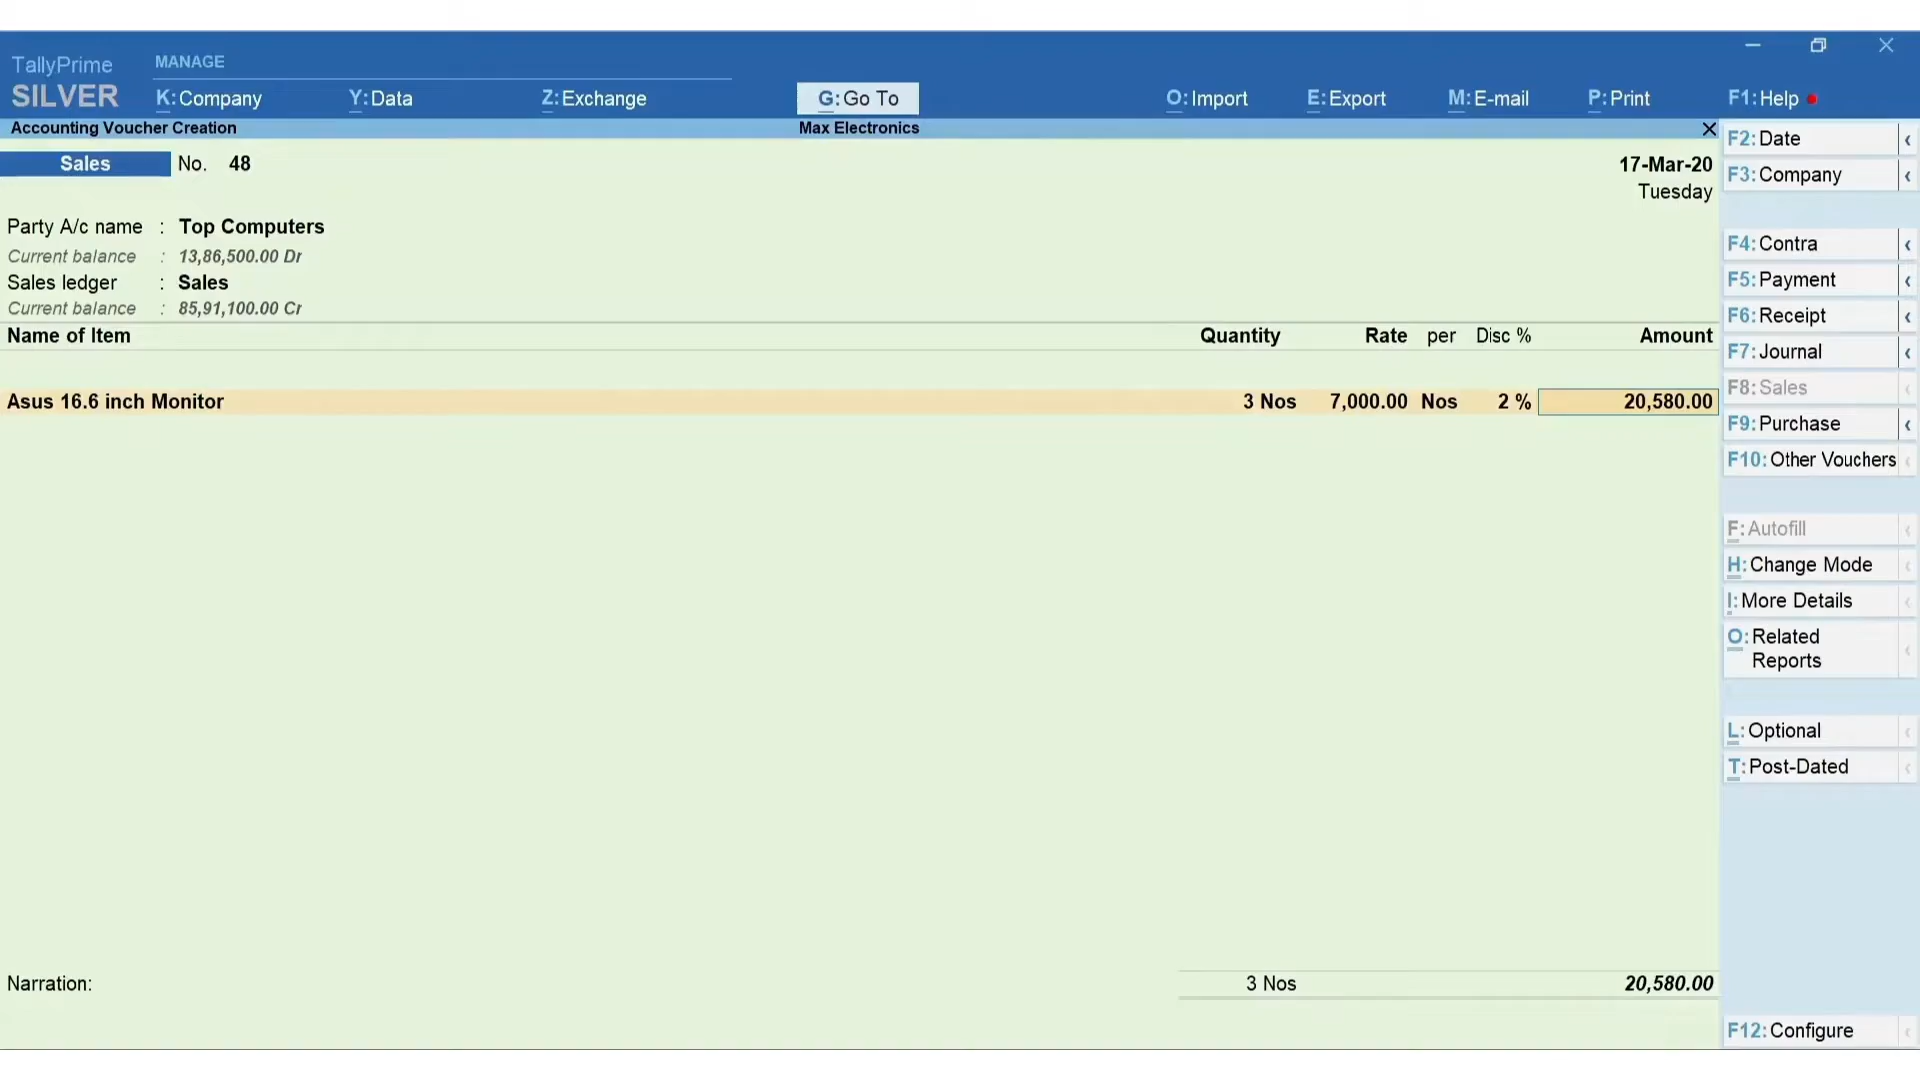 TallyPrime
SILVER
MANAGE
K:Company Y:Data Z:Exchange G:Go To O:Import E:Export M:E-mail P:Print F1:Help
Accounting Voucher Creation Max Electronics
Sales No. 48 17-Mar-20
Tuesday
Party A/c name : Top Computers
Current balance : 13,86,500.00 Dr
Sales ledger : Sales
Current balance : 85,91,100.00 Cr
Name of Item Quantity Rate per Disc % Amount
Asus 16.6 inch Monitor 3 Nos 7,000.00 Nos 2 % 20,580.00
Narration: 3 Nos 20,580.00
F2:Date
F3:Company
F4:Contra
F5:Payment
F6:Receipt
F7:Journal
F8:Sales
F9:Purchase
F10:Other Vouchers
F:Autofill
H:Change Mode
I:More Details
O:Related
Reports
L:Optional
T:Post-Dated
F12:Configure